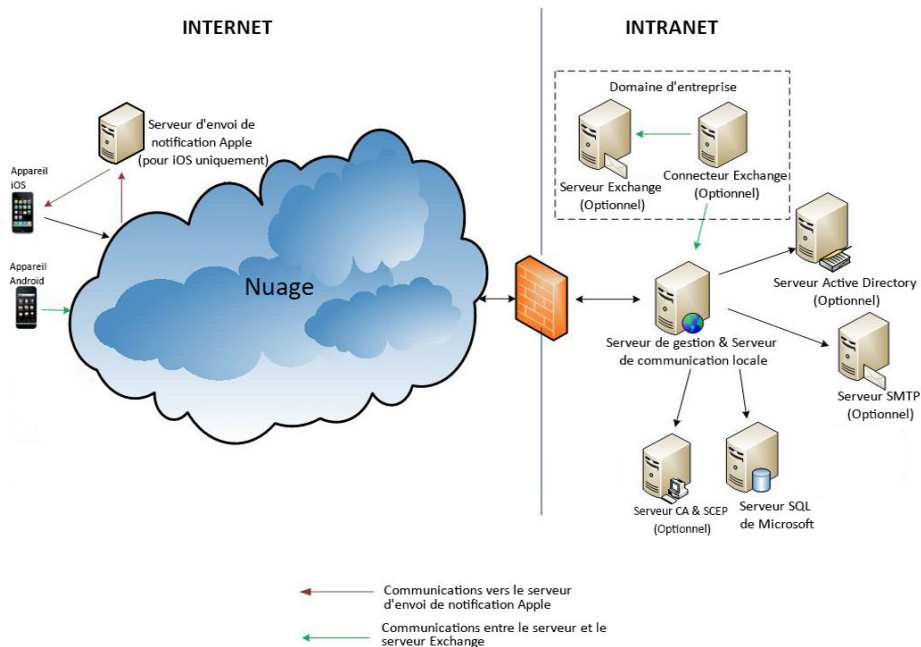 INTERNET
INTRANET
Domaine d'entreprise
Serveur d'envoi de
notification Apple
(pour iOS uniquement)
Appareil
iOS
Serveur Exchange
(Optionnel)
Connecteur Exchange
(Optionnel)
Appareil
Android
Nuage
Serveur Active Directory
(Optionnel)
Serveur de gestion & Serveur
de communication locale
Serveur SMTP
(Optionnel)
Serveur CA & SCEP
(Optionnel)
Serveur SQL
de Microsoft
Communications vers le serveur
d'envoi de notification Apple
Communications entre le serveur et le
serveur Exchange